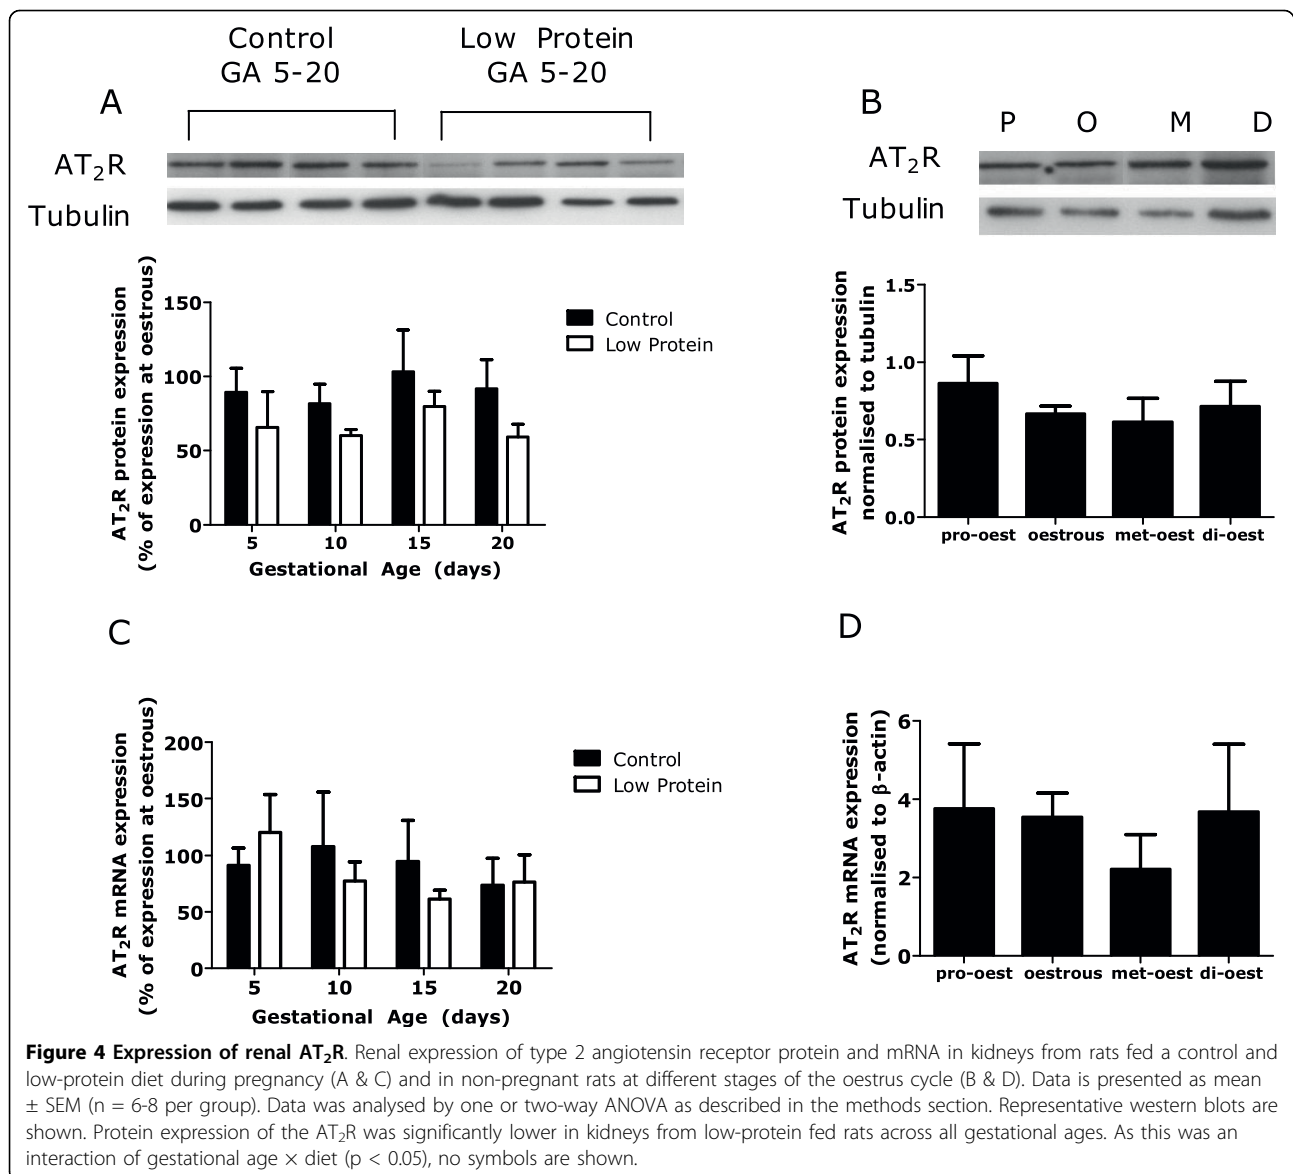 Control
GA 5-20
Low Protein
GA 5-20
A
AT₂R
Tubulin
AT₂R protein expression
(% of expression at oestrous)
150
100
50
0
5 10 15 20
Gestational Age (days)
Control
Low Protein
B
P O M D
AT₂R
Tubulin
AT₂R protein expression
normalised to tubulin
1.5
1.0
0.5
0.0
pro-oest oestrous met-oest di-oest
C
AT₂R mRNA expression
(% of expression at oestrous)
200
150
100
50
0
5 10 15 20
Gestational Age (days)
Control
Low Protein
D
AT₂R mRNA expression
(normalised to β-actin)
6
4
2
0
pro-oest oestrous met-oest di-oest
Figure 4 Expression of renal AT₂R. Renal expression of type 2 angiotensin receptor protein and mRNA in kidneys from rats fed a control and
low-protein diet during pregnancy (A & C) and in non-pregnant rats at different stages of the oestrus cycle (B & D). Data is presented as mean
± SEM (n = 6-8 per group). Data was analysed by one or two-way ANOVA as described in the methods section. Representative western blots are
shown. Protein expression of the AT₂R was significantly lower in kidneys from low-protein fed rats across all gestational ages. As this was an
interaction of gestational age × diet (p < 0.05), no symbols are shown.